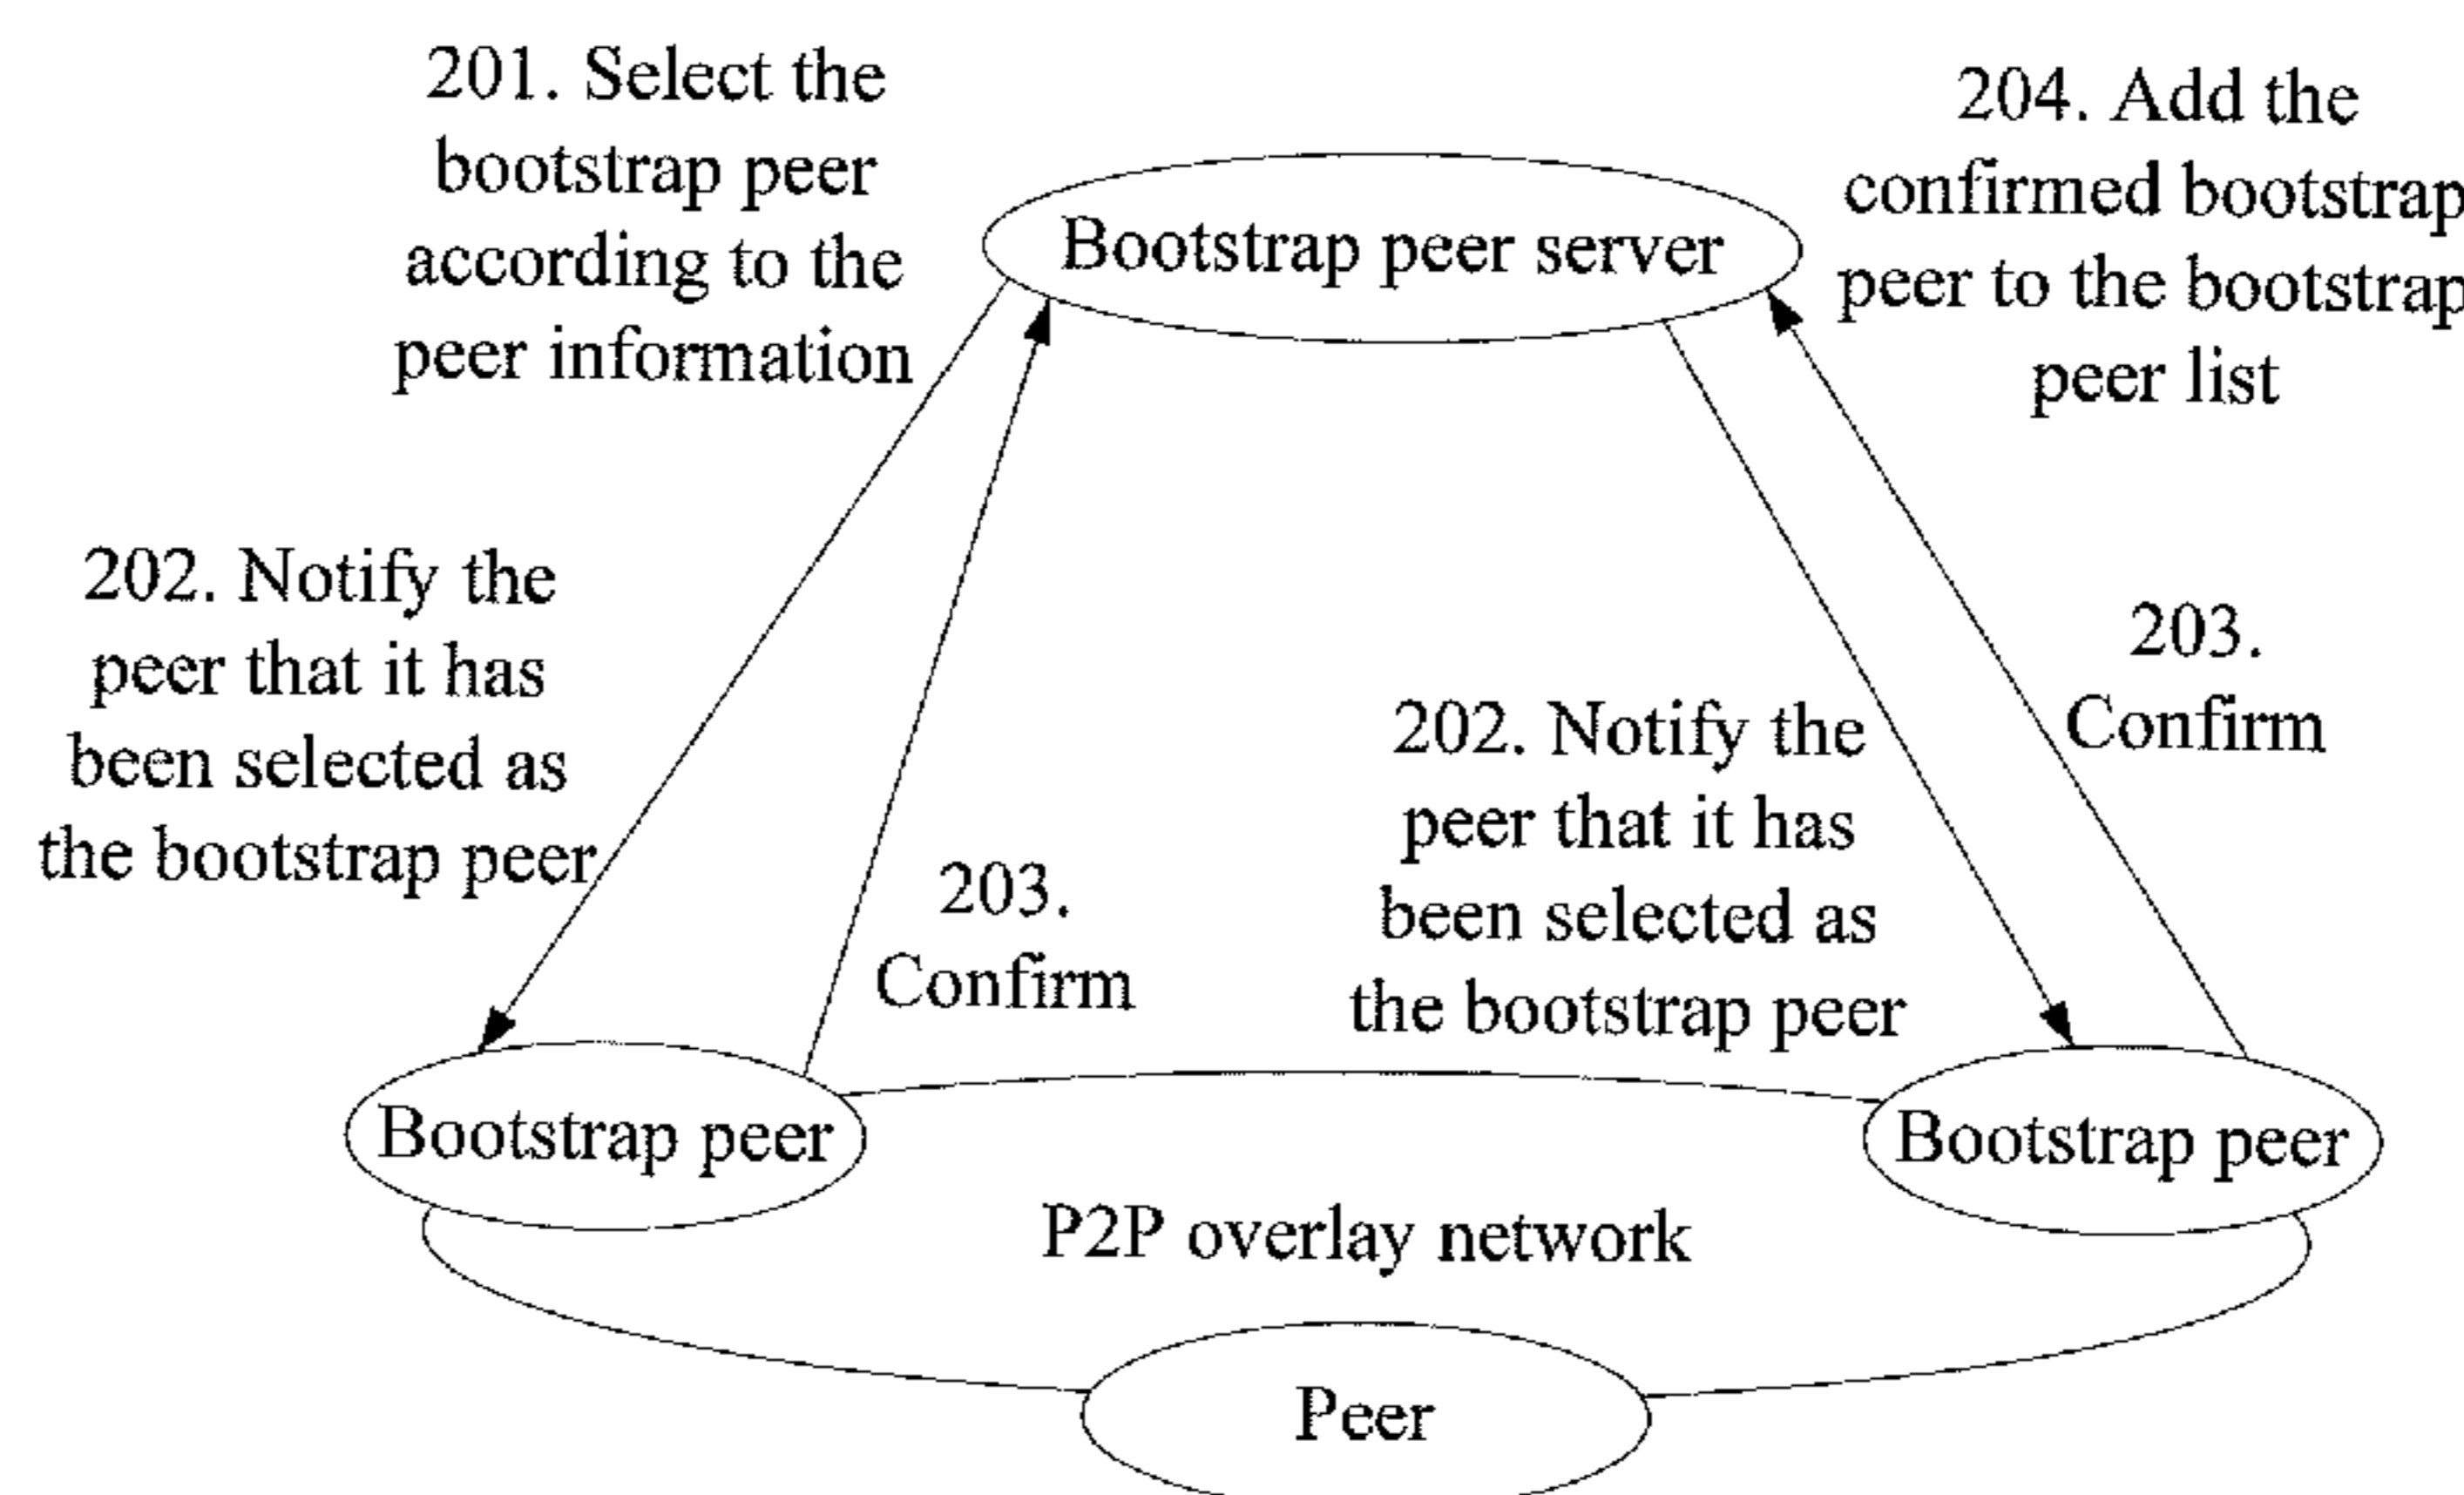 201. Select the
bootstrap peer
according to the
peer information
204. Add the
confirmed bootstrap
peer to the bootstrap
peer list
Bootstrap peer server
202. Notify the
peer that it has
been selected as
the bootstrap peer
203.
Confirm
202. Notify the
peer that it has
been selected as
the bootstrap peer
203.
Confirm
Bootstrap peer
Bootstrap peer
P2P overlay network
Peer